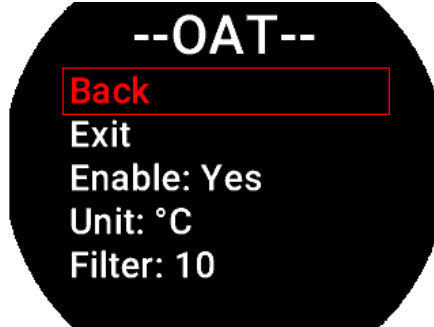 --OAT--
Back
Exit
Enable: Yes
Unit: °C
Filter: 10